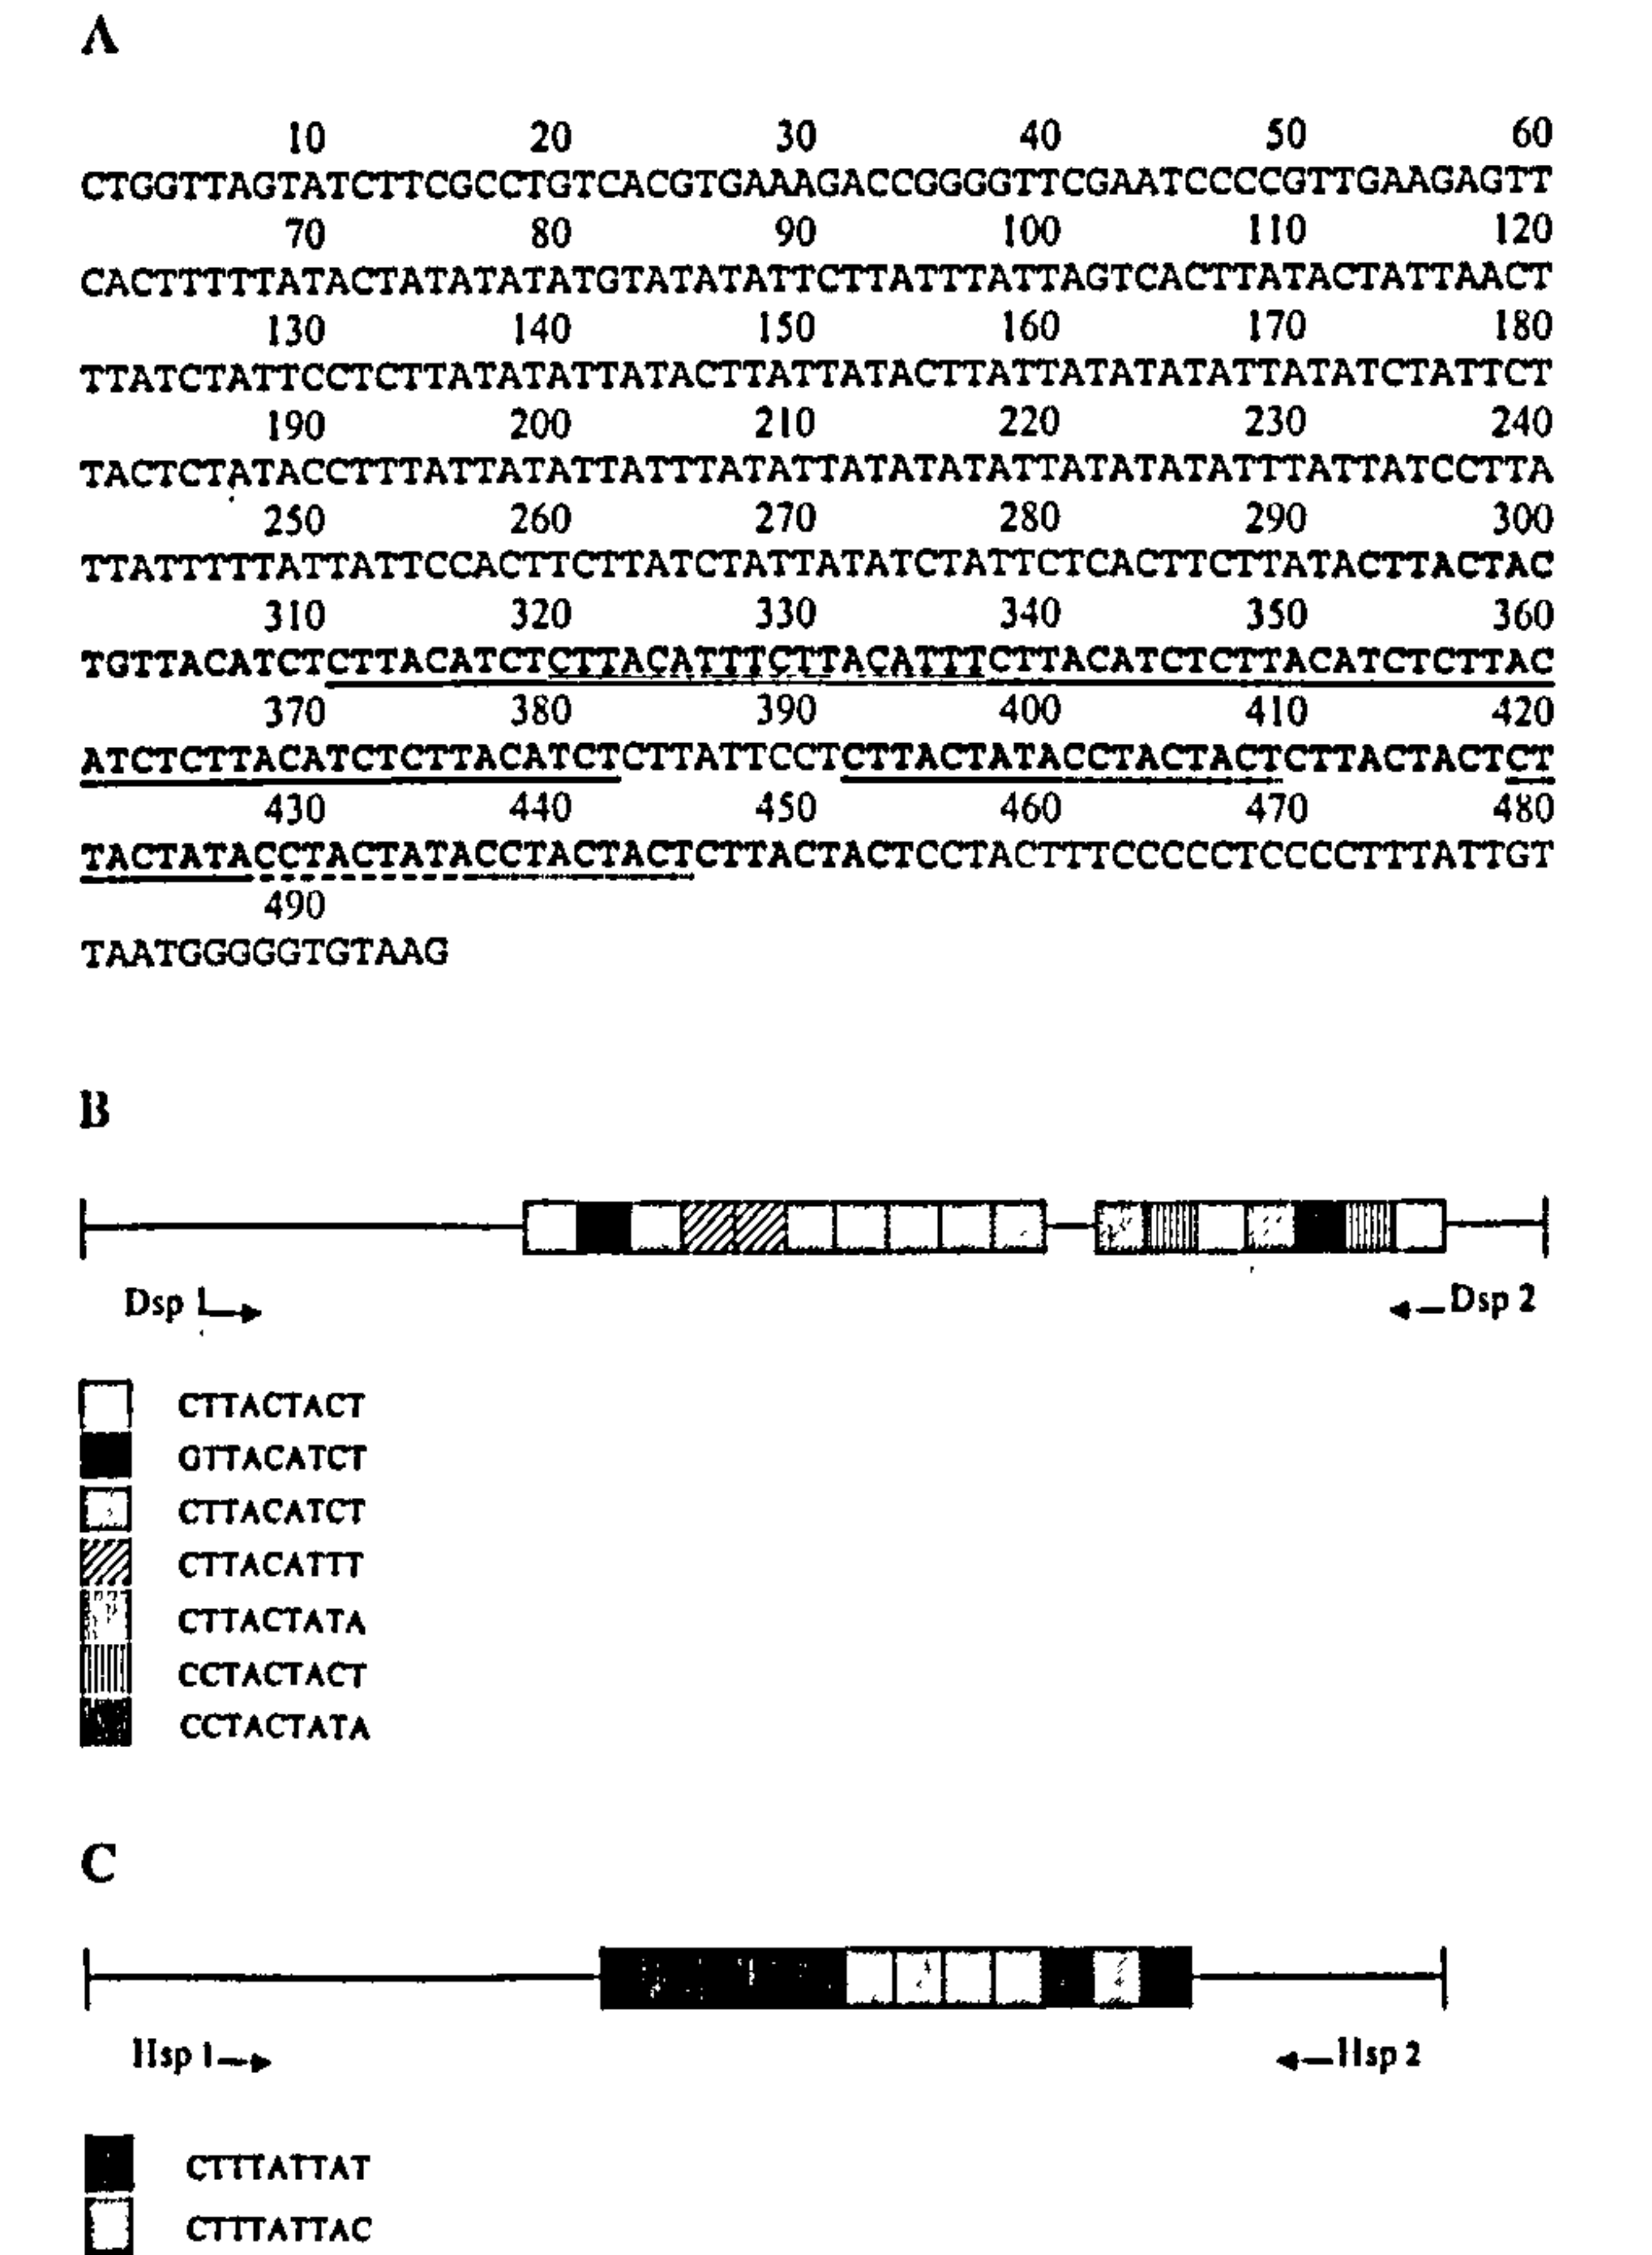 A
10 20 30 40 50 60
CTGGTTAGTATCTTCGCCTGTCACGTGAAAGACCGGGGTTCGAATCCCCGTTGAAGAGTT
70 80 90 100 110 120
CACTTTTTATACTATATATATGTATATATTCTTATTTATTAGTCACTTATACTATTAACT
130 140 150 160 170 180
TTATCTATTCCTCTTATATATTATACTTATTATACTTATTATATATATTATATCTATTCT
190 200 210 220 230 240
TACTCTATACCTTTATTATATTATTTATATTATATATATTATATATATTTATTATCCTTA
250 260 270 280 290 300
TTATTTTTATTATTCCACTTCTTATCTATTATATCTATTCTCACTTCTTATACTTACTAC
310 320 330 340 350 360
TGTTACATCTCTTACATCTCTTACATTTCTTACATTTCTTACATCTCTTACATCTCTTAC
370 380 390 400 410 420
ATCTCTTACATCTCTTACATCTCTTATTCCTCTTACTATACCTACTACTCTTACTACTCT
430 440 450 460 470 480
TACTATACCTACTATACCTACTACTCTTACTACTCCTACTTTCCCCCTCCCCTTTATTGT
490
TAATGGGGGTGTAAG
B
Dsp 1 Dsp 2
CTTACTACT
GTTACATCT
CTTACATCT
CTTACATTT
CTTACTATA
CCTACTACT
CCTACTATA
C
Hsp 1 Hsp 2
CTTTATTAT
CTTTATTAC